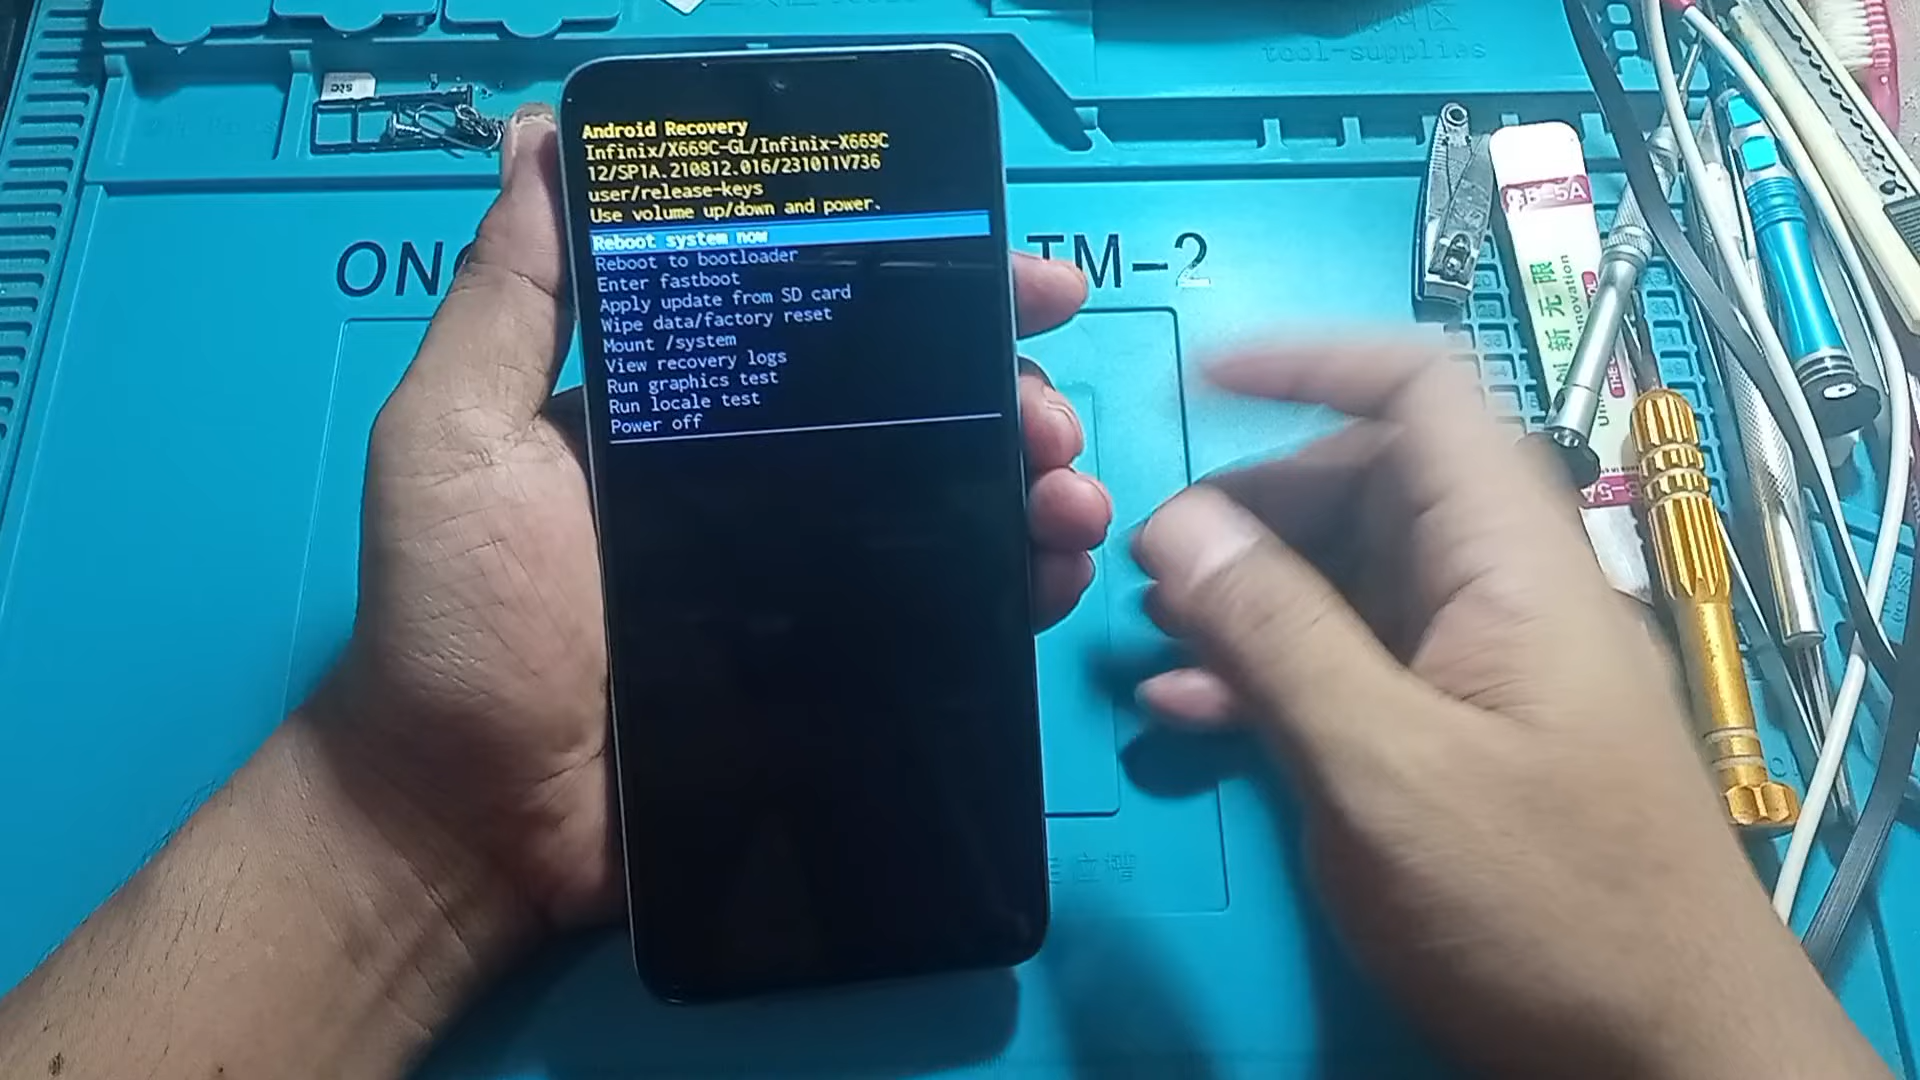 tool-supplies
stc
Android Recovery
Infinix/X669C-GL/Infinix-X669C
12/SP1A.210812.016/231011V736
user/release-keys
Use volume up/down and power.
Reboot system now
Reboot to bootloader
Enter fastboot
Apply update from SD card
Wipe data/factory reset
Mount /system
View recovery logs
Run graphics test
Run locale test
Power off
TM-2
新无限